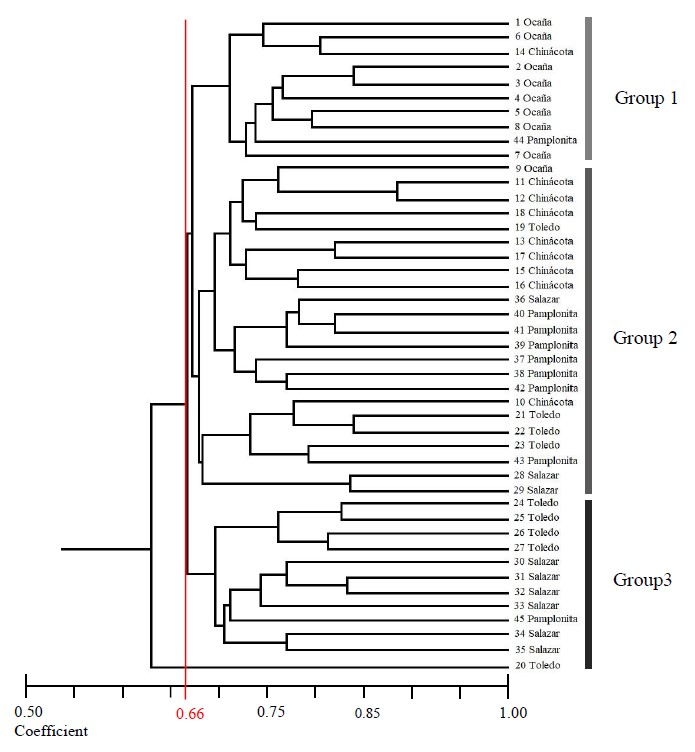 1 Ocaña
6 Ocaña
14 Chinácota
2 Ocaña
3 Ocaña
4 Ocaña
Group 1
5 Ocaña
8 Ocaña
44 Pamplonita
7 Ocaña
9 Ocaña
11 Chinácota
12 Chinácota
18 Chinácota
19 Toledo
13 Chinácota
17 Chinácota
15 Chinácota
16 Chinácota
36 Salazar
40 Pamplonita
41 Pamplonita
Group 2
39 Pamplonita
37 Pamplonita
38 Pamplonita
42 Pamplonita
10 Chinácota
21 Toledo
22 Toledo
23 Toledo
43 Pamplonita
28 Salazar
29 Salazar
24 Toledo
25 Toledo
26 Toledo
27 Toledo
30 Salazar
31 Salazar
Group3
32 Salazar
33 Salazar
45 Pamplonita
34 Salazar
35 Salazar
20 Toledo
0.50 0.66 0.75 0.85 1.00
Coefficient